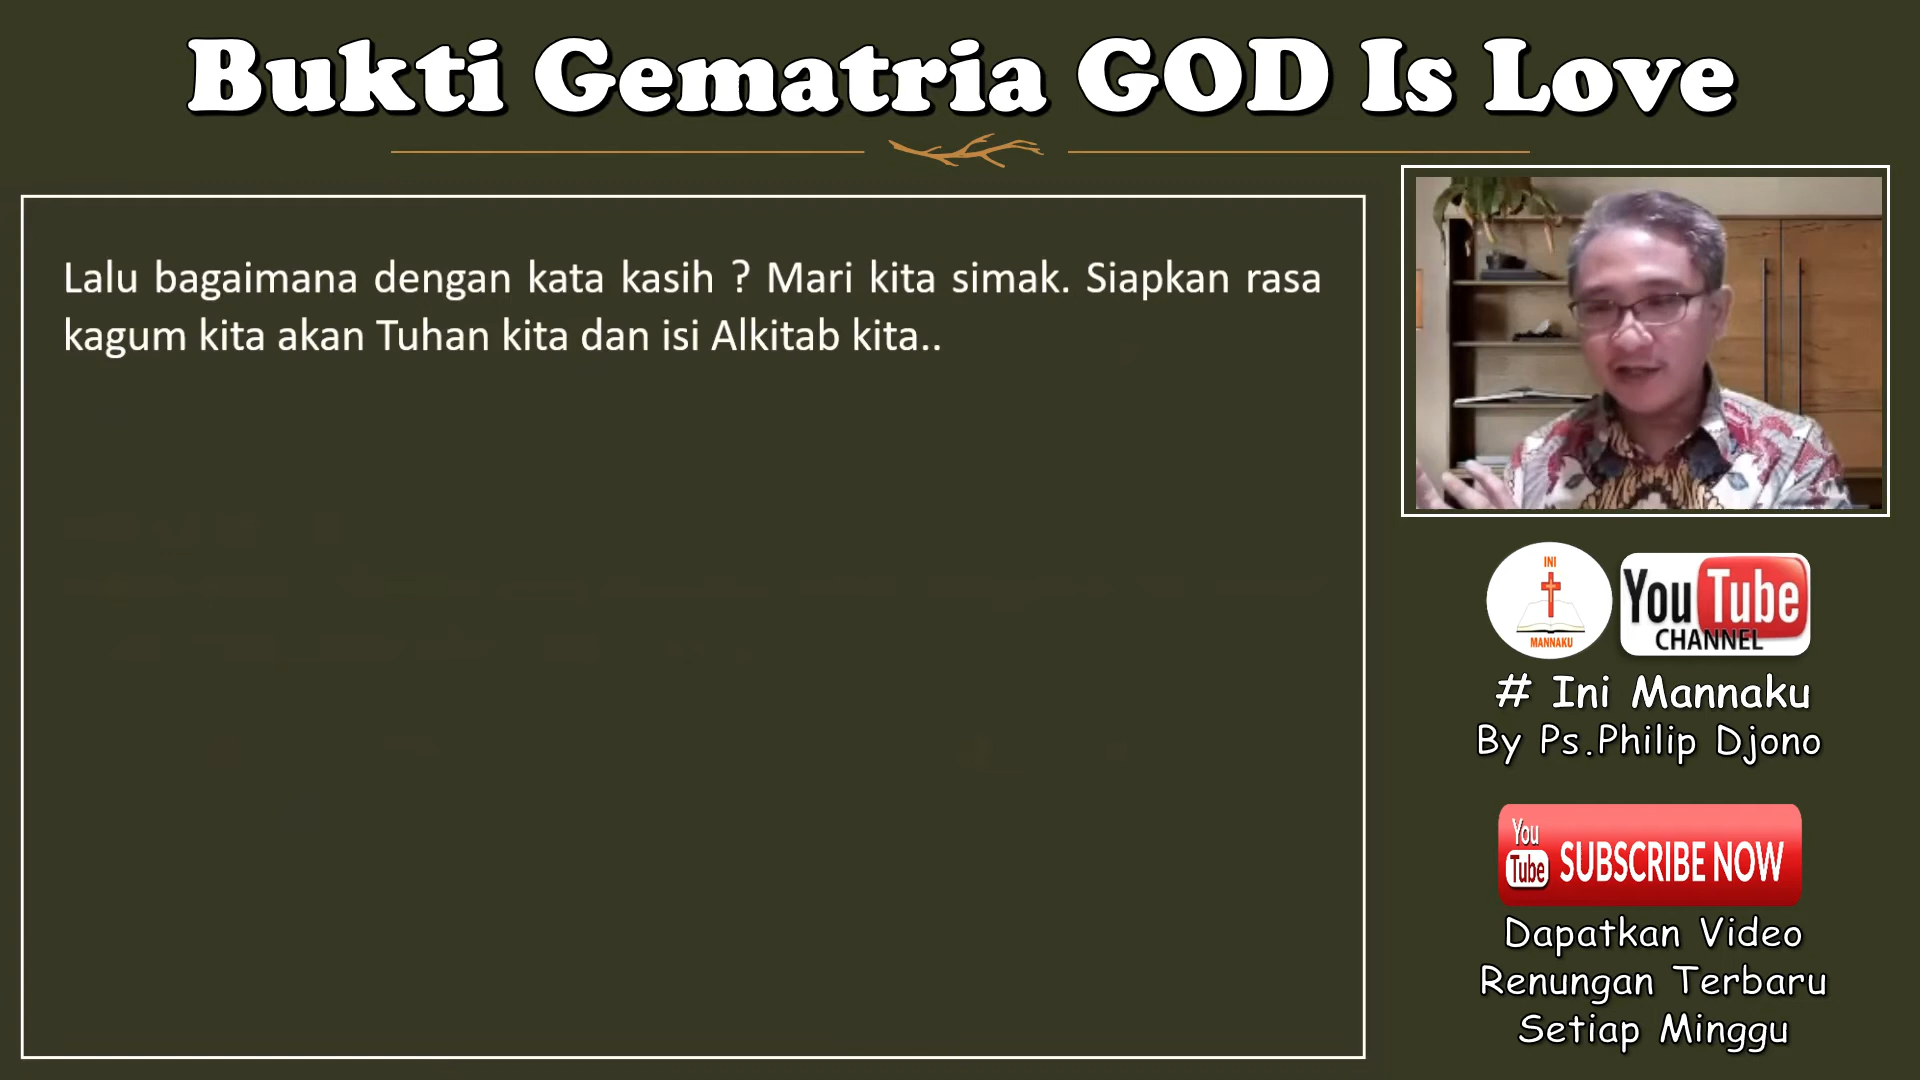 Bukti Gematria GOD Is Love
Lalu bagaimana dengan kata kasih ? Mari kita simak. Siapkan rasa
kagum kita akan Tuhan kita dan isi Alkitab kita..
INI
MANNAKU
YouTube
CHANNEL
# Ini Mannaku
By Ps.Philip Djono
You
Tube
SUBSCRIBE NOW
Dapatkan Video
Renungan Terbaru
Setiap Minggu